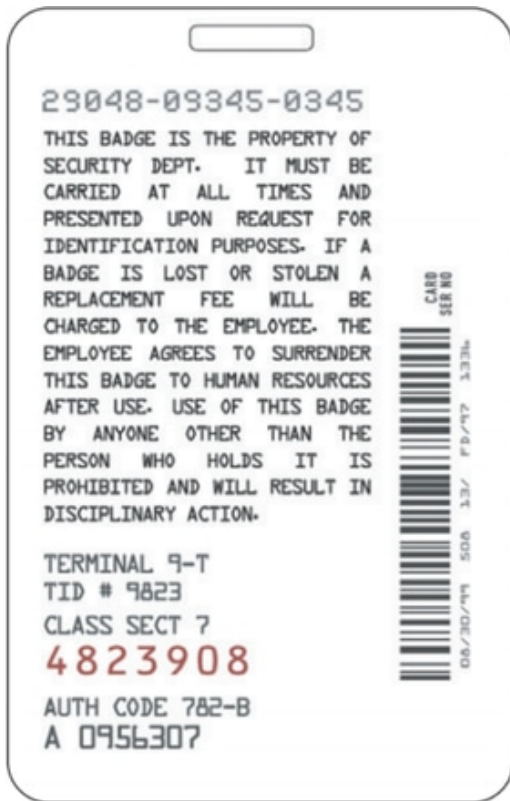 29048-09345-0345
THIS BADGE IS THE PROPERTY OF
SECURITY DEPT. IT MUST BE
CARRIED AT ALL TIMES AND
PRESENTED UPON REQUEST FOR
IDENTIFICATION PURPOSES. IF A
BADGE IS LOST OR STOLEN A
REPLACEMENT FEE WILL BE
CHARGED TO THE EMPLOYEE. THE
EMPLOYEE AGREES TO SURRENDER
THIS BADGE TO HUMAN RESOURCES
AFTER USE. USE OF THIS BADGE
BY ANYONE OTHER THAN THE
PERSON WHO HOLDS IT IS
PROHIBITED AND WILL RESULT IN
DISCIPLINARY ACTION.
TERMINAL 9-T
TID # 9823
CLASS SECT 7
4823908
AUTH CODE 782-B
A 0956307
CARD
SER NO
08/30/99 508 13/ FD/97 1336